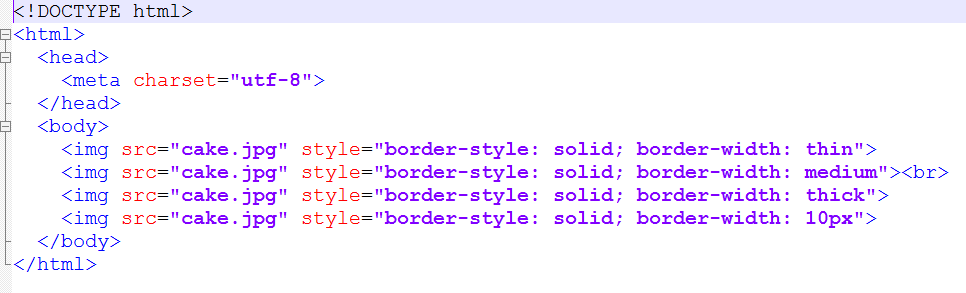 <!DOCTYPE html>
<html>
<head>
<meta charset="utf-8">
</head>
<body>
<img src="cake.jpg" style="border-style: solid; border-width: thin">
<img src="cake.jpg" style="border-style: solid; border-width: medium"><br>
<img src="cake.jpg" style="border-style: solid; border-width: thick">
<img src="cake.jpg" style="border-style: solid; border-width: 10px">
</body>
</html>